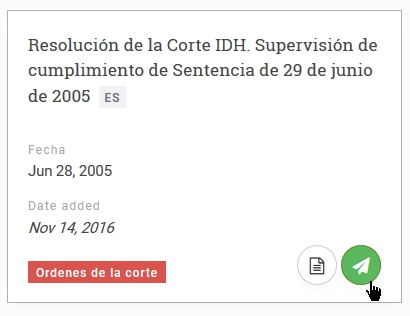 Resolución de la Corte IDH. Supervisión de
cumplimiento de Sentencia de 29 de junio
de 2005 ES
Fecha
Jun 28, 2005
Date added
Nov 14, 2016
Ordenes de la corte